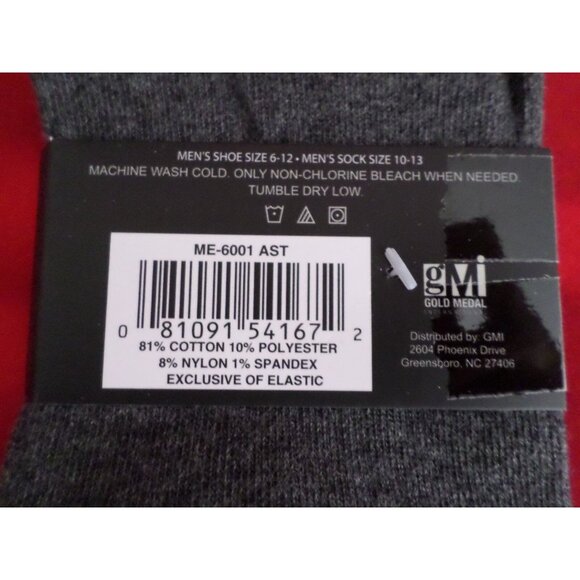 MEN'S SHOE SIZE 6-12 • MEN'S SOCK SIZE 10-13
MACHINE WASH COLD. ONLY NON-CHLORINE BLEACH WHEN NEEDED.
TUMBLE DRY LOW.
ME-6001 AST
0 81091 54167 2
81% COTTON 10% POLYESTER
8% NYLON 1% SPANDEX
EXCLUSIVE OF ELASTIC
gMi
GOLD MEDAL
INTERNATIONAL
Distributed by: GMI
2604 Phoenix Drive
Greensboro, NC 27406